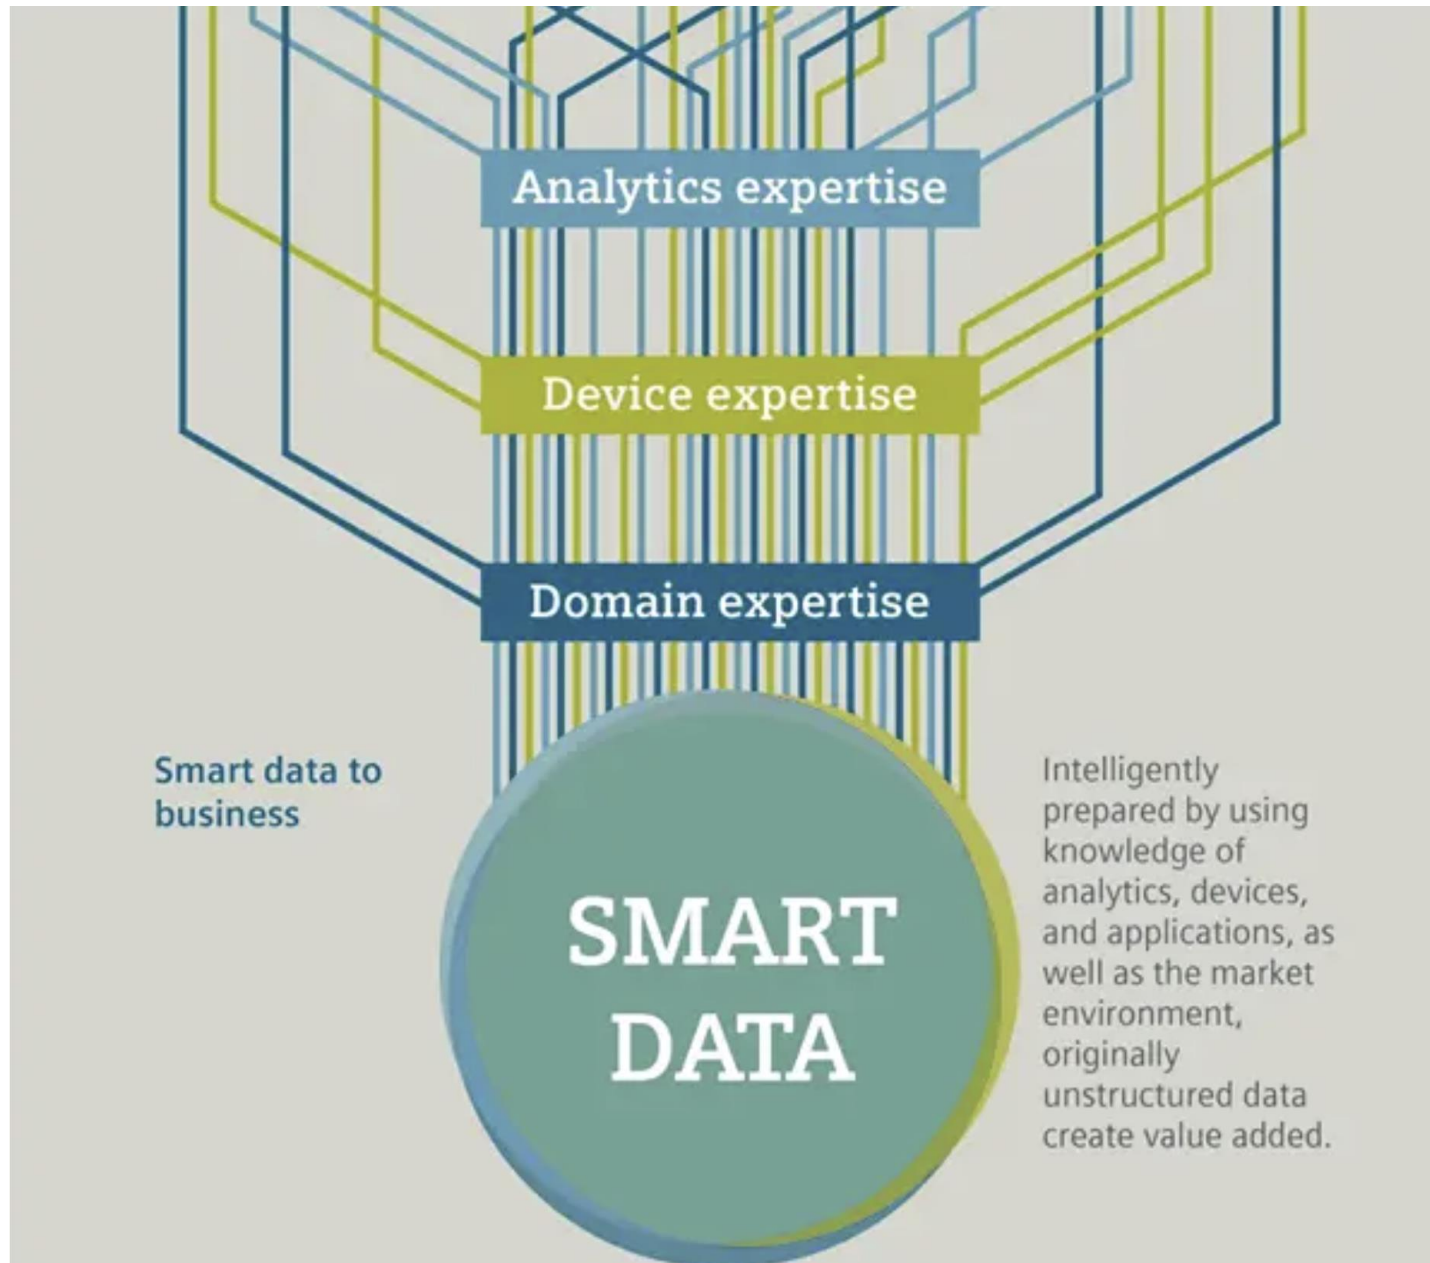 Analytics expertise
Device expertise
Domain expertise
Smart data to
business
SMART
DATA
Intelligently
prepared by using
knowledge of
analytics, devices,
and applications, as
well as the market
environment,
originally
unstructured data
create value added.